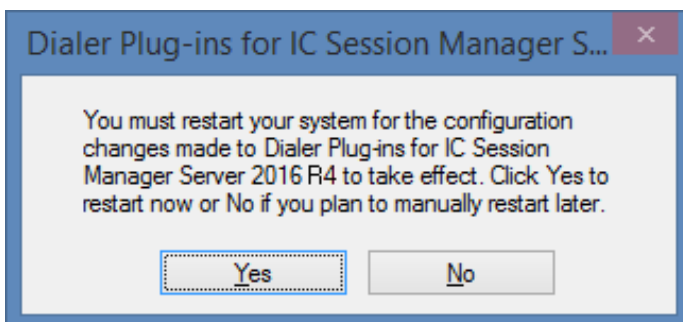 Dialer Plug-ins for IC Session Manager S...
You must restart your system for the configuration
changes made to Dialer Plug-ins for IC Session
Manager Server 2016 R4 to take effect. Click Yes to
restart now or No if you plan to manually restart later.
Yes
No